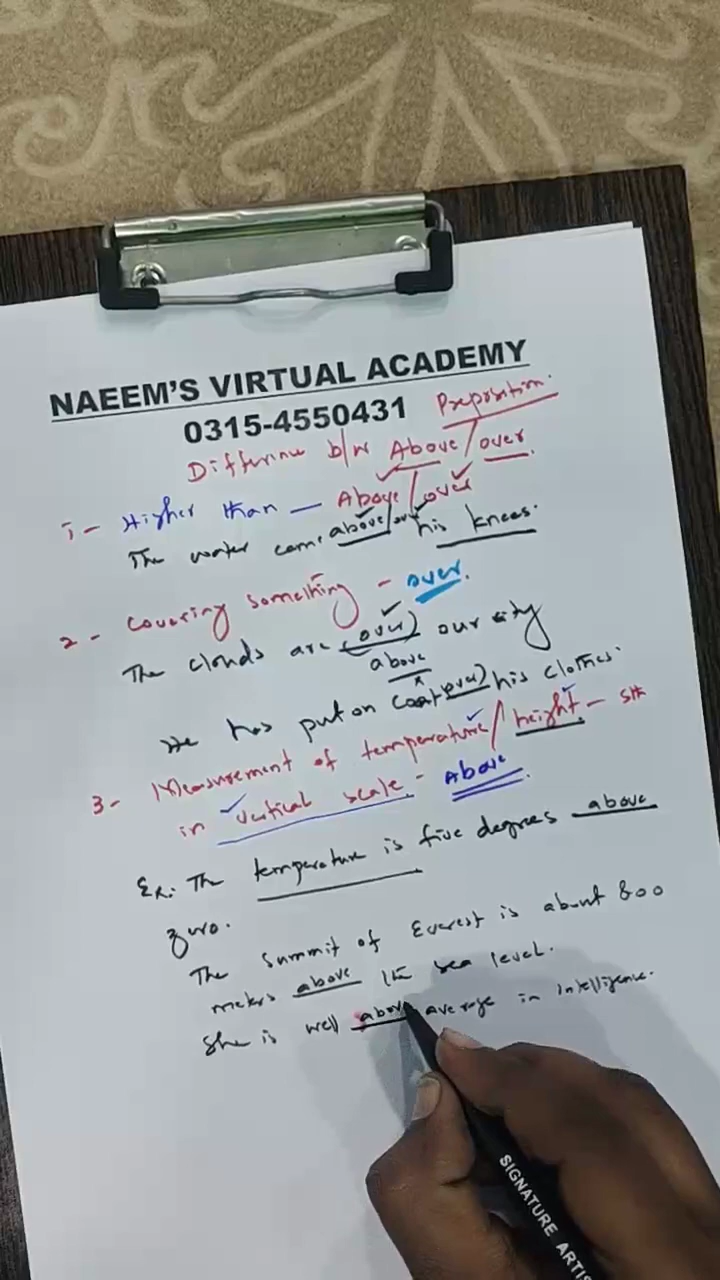 NAEEM'S VIRTUAL ACADEMY
0315-4550431 Preposition.
Difference b/w Above/over
1- Higher than — Above/over
The water came above/over his knees.
2- Covering something - over.
The clouds are (over) our city
above
He has put on coat (over) his clothes.
3- Measurement of temperature/height - sth
in vertical scale - Above
Ex: The temperature is five degrees above
zero.
The summit of Everest is about 800
meters above the sea level.
She is well above average in intelligence.
SIGNATURE ARTIS